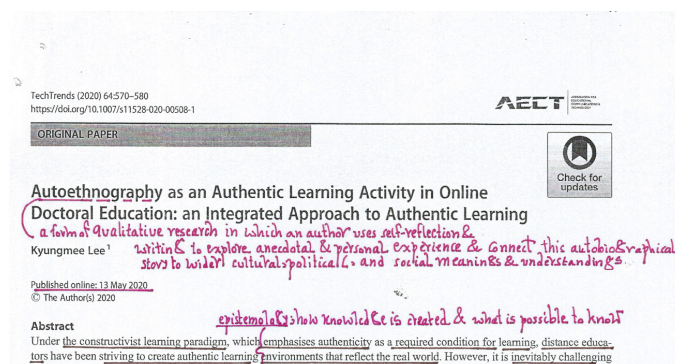 TechTrends (2020) 64:570–580
https://doi.org/10.1007/s11528-020-00508-1
AECT
ORIGINAL PAPER
Check for
updates
Autoethnography as an Authentic Learning Activity in Online
Doctoral Education: an Integrated Approach to Authentic Learning
a form of qualitative research in which an author uses self-reflection &
Kyungmee Lee¹ writing to explore anecdotal & personal experience & connect this autobiographical
story to wider cultural, political, and social meanings & understandings.
Published online: 13 May 2020
© The Author(s) 2020
epistemology: how knowledge is created & what is possible to know
Abstract
Under the constructivist learning paradigm, which emphasises authenticity as a required condition for learning, distance educa-
tors have been striving to create authentic learning environments that reflect the real world. However, it is inevitably challenging